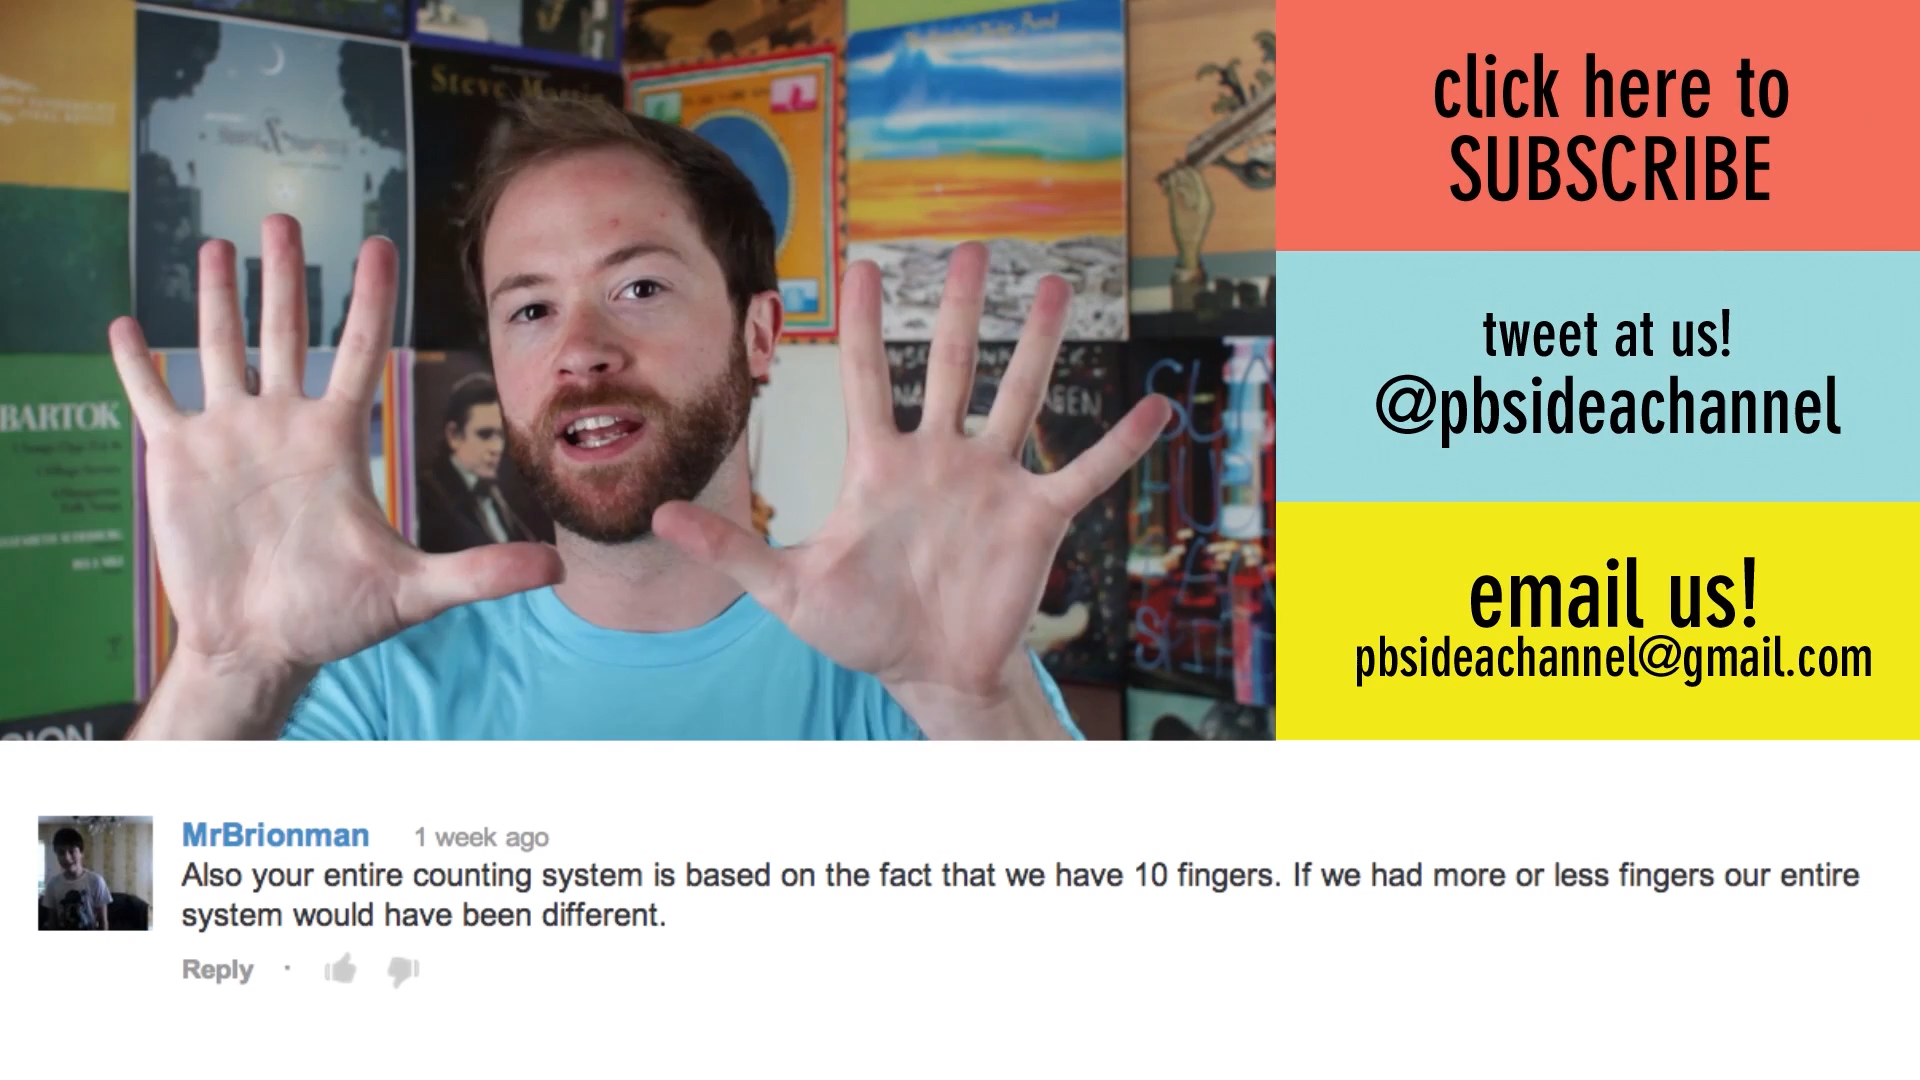 Steve Martin
BARTOK
click here to
SUBSCRIBE
tweet at us!
@pbsideachannel
email us!
pbsideachannel@gmail.com
MrBrionman 1 week ago
Also your entire counting system is based on the fact that we have 10 fingers. If we had more or less fingers our entire
system would have been different.
Reply ·